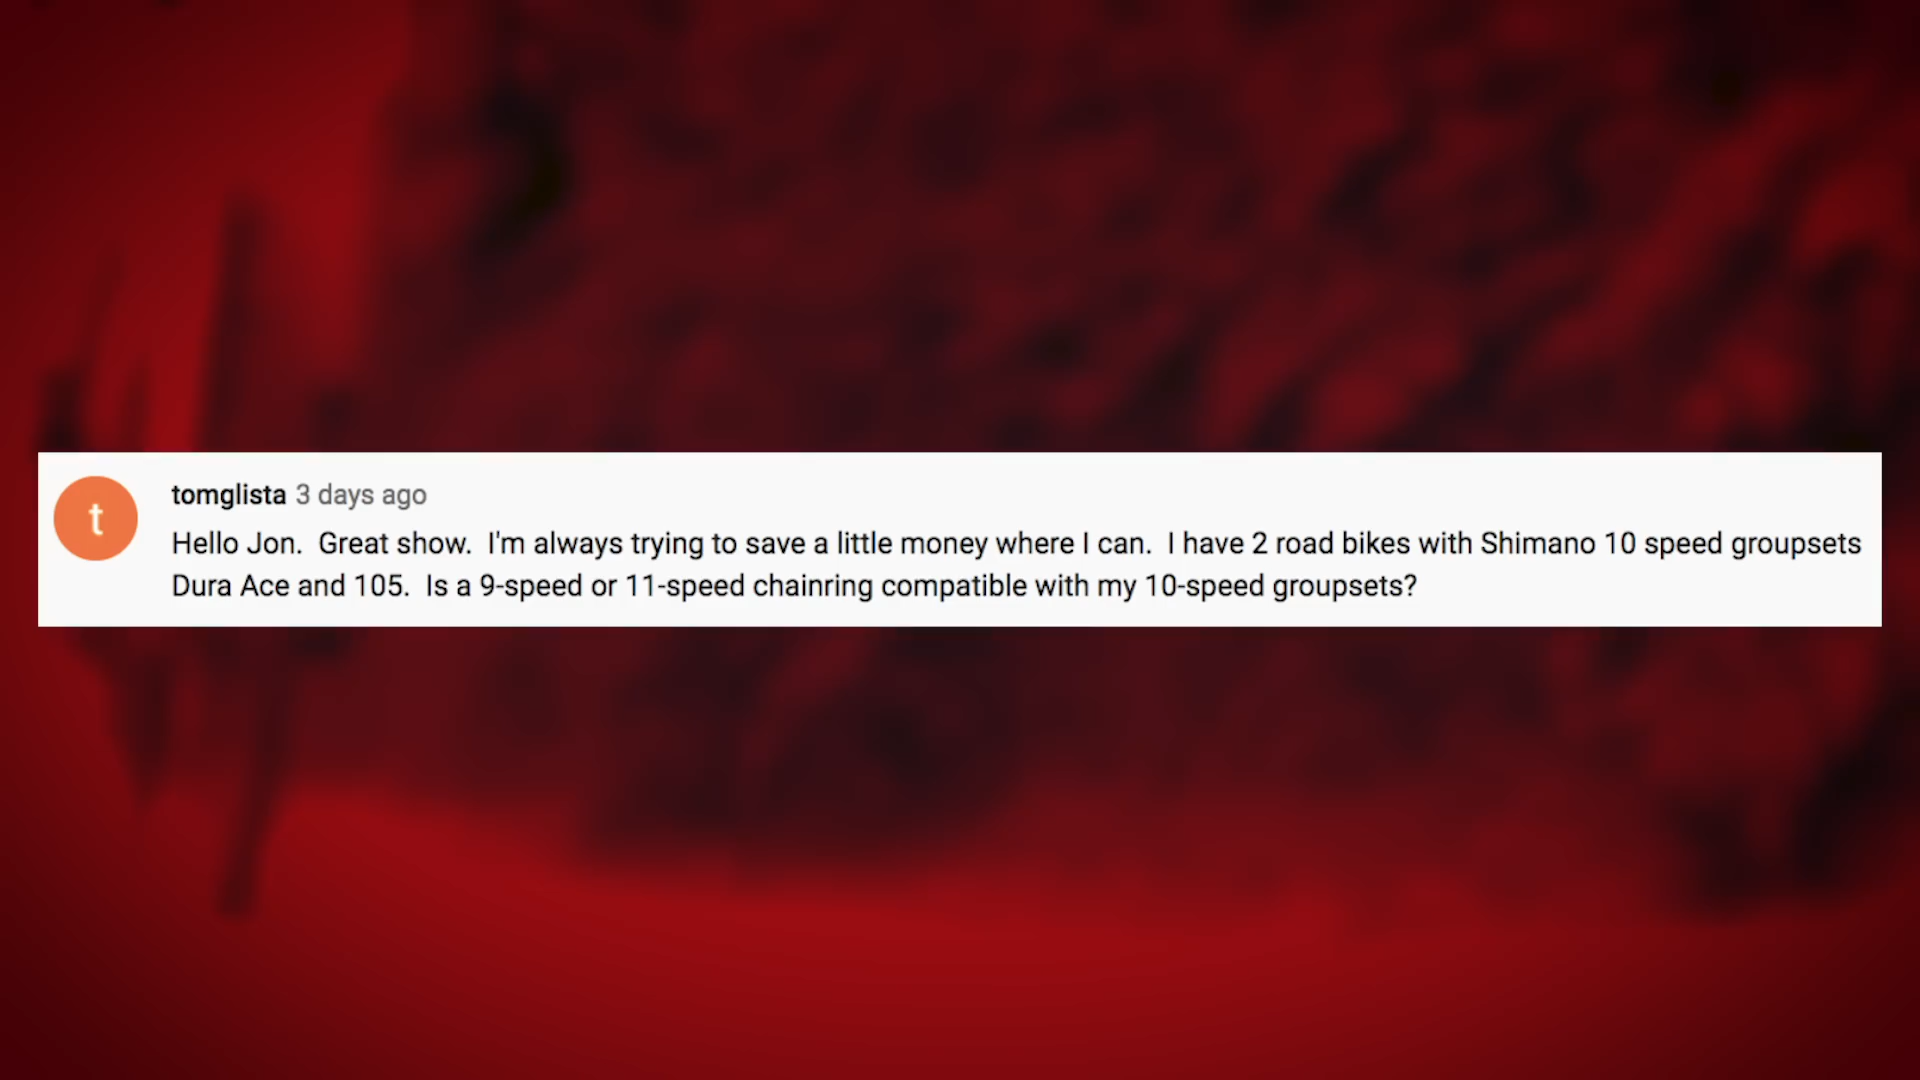 t
tomglista 3 days ago
Hello Jon.  Great show.  I'm always trying to save a little money where I can.  I have 2 road bikes with Shimano 10 speed groupsets
Dura Ace and 105.  Is a 9-speed or 11-speed chainring compatible with my 10-speed groupsets?